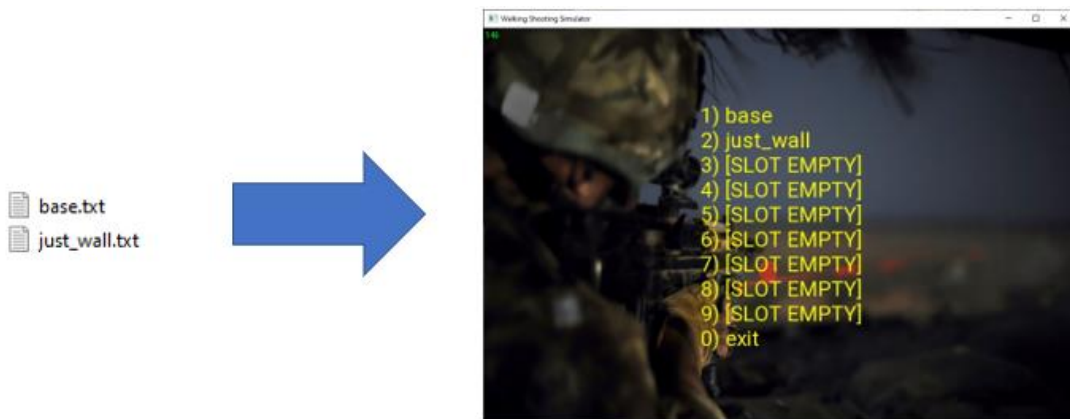 base.txt
just_wall.txt
Walking Shooting Simulator
1) base
2) just_wall
3) [SLOT EMPTY]
4) [SLOT EMPTY]
5) [SLOT EMPTY]
6) [SLOT EMPTY]
7) [SLOT EMPTY]
8) [SLOT EMPTY]
9) [SLOT EMPTY]
0) exit